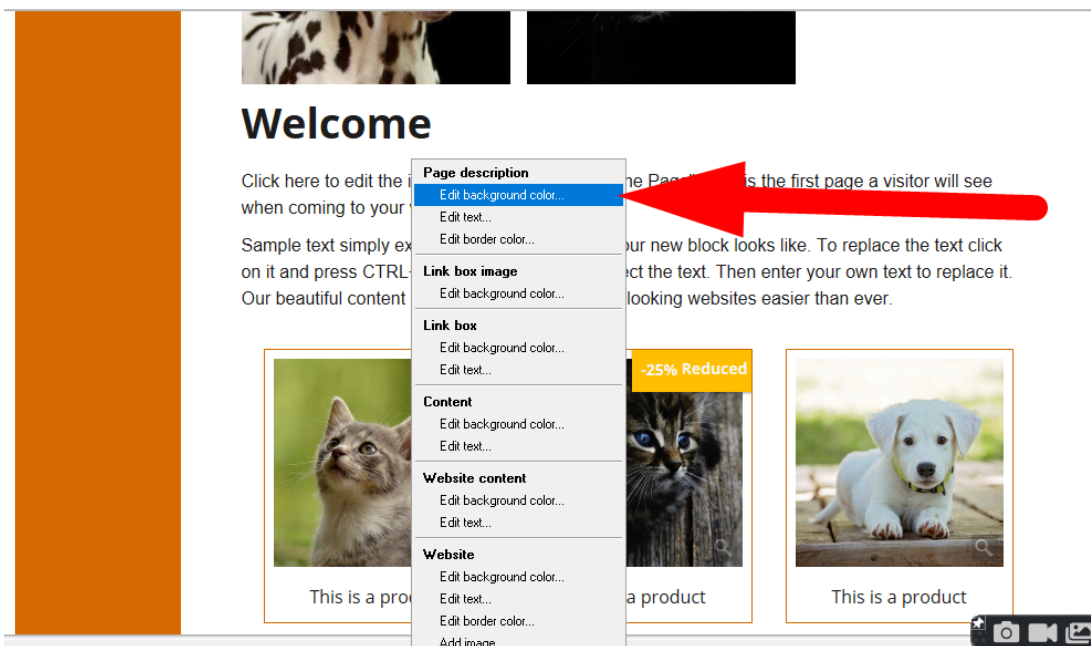 Welcome
Click here to edit the i
ne Page
is the first page a visitor will see
when coming to your
Sample text simply ex
ur new block looks like. To replace the text click
on it and press CTRL
ect the text. Then enter your own text to replace it.
Our beautiful content
looking websites easier than ever.
Page description
Edit background color...
Edit text...
Edit border color...
Link box image
Edit background color...
Link box
Edit background color...
Edit text...
Content
Edit background color...
Edit text...
Website content
Edit background color...
Edit text...
Website
Edit background color...
Edit text...
Edit border color...
Add image
-25% Reduced
This is a pro
a product
This is a product